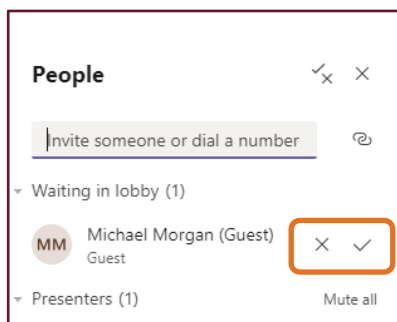 People
Invite someone or dial a number
Waiting in lobby (1)
MM
Michael Morgan (Guest)
Guest
Presenters (1) Mute all